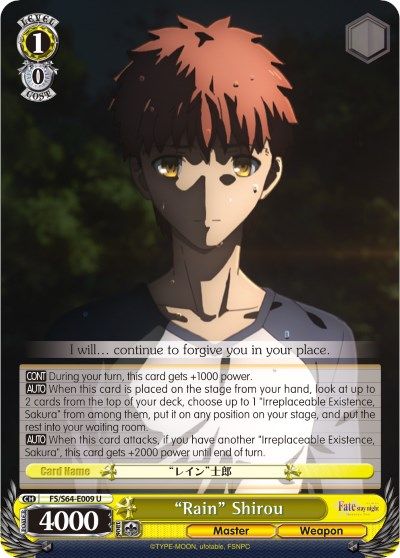 LEVEL
1
0
COST
I will… continue to forgive you in your place.
CONT During your turn, this card gets +1000 power.
AUTO When this card is placed on the stage from your hand, look at up to
2 cards from the top of your deck, choose up to 1 "Irreplaceable Existence,
Sakura" from among them, put it on any position on your stage, and put the
rest into your waiting room.
AUTO When this card attacks, if you have another "Irreplaceable Existence,
Sakura", this card gets +2000 power until end of turn.
Card Name
“レイン”士郎
CH FS/S64-E009 U
POWER
4000
“Rain” Shirou
Fate/stay night
Master
Weapon
©TYPE-MOON, ufotable, FSNPC